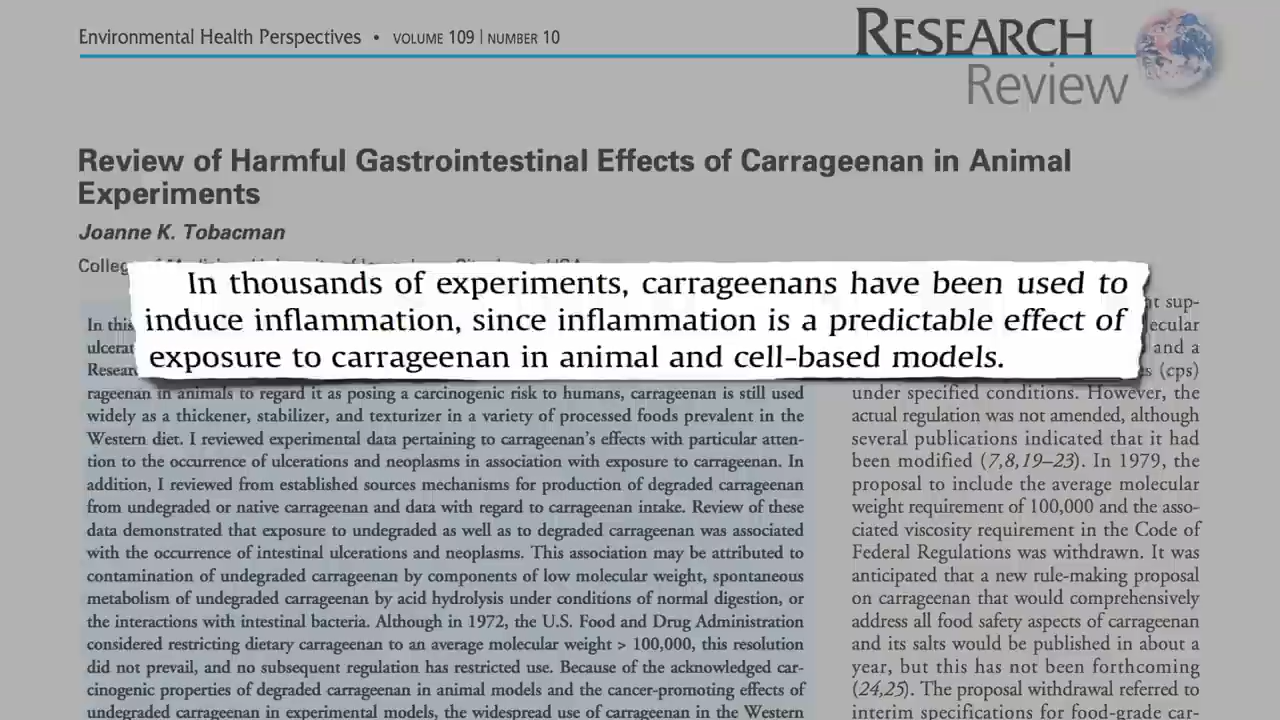 Environmental Health Perspectives • VOLUME 109 | NUMBER 10
RESEARCH
Review
Review of Harmful Gastrointestinal Effects of Carrageenan in Animal
Experiments
Joanne K. Tobacman
In thousands of experiments, carrageenans have been used to
induce inflammation, since inflammation is a predictable effect of
exposure to carrageenan in animal and cell-based models.
In this
rageenan in animals to regard it as posing a carcinogenic risk to humans, carrageenan is still used
widely as a thickener, stabilizer, and texturizer in a variety of processed foods prevalent in the
Western diet. I reviewed experimental data pertaining to carrageenan's effects with particular atten-
tion to the occurrence of ulcerations and neoplasms in association with exposure to carrageenan. In
addition, I reviewed from established sources mechanisms for production of degraded carrageenan
from undegraded or native carrageenan and data with regard to carrageenan intake. Review of these
data demonstrated that exposure to undegraded as well as to degraded carrageenan was associated
with the occurrence of intestinal ulcerations and neoplasms. This association may be attributed to
contamination of undegraded carrageenan by components of low molecular weight, spontaneous
metabolism of undegraded carrageenan by acid hydrolysis under conditions of normal digestion, or
the interactions with intestinal bacteria. Although in 1972, the U.S. Food and Drug Administration
considered restricting dietary carrageenan to an average molecular weight > 100,000, this resolution
did not prevail, and no subsequent regulation has restricted use. Because of the acknowledged car-
cinogenic properties of degraded carrageenan in animal models and the cancer-promoting effects of
undegraded carrageenan in experimental models, the widespread use of carrageenan in the Western
sup-
and a
(cps)
under specified conditions. However, the
actual regulation was not amended, although
several publications indicated that it had
been modified (7,8,19–23). In 1979, the
proposal to include the average molecular
weight requirement of 100,000 and the asso-
ciated viscosity requirement in the Code of
Federal Regulations was withdrawn. It was
anticipated that a new rule-making proposal
on carrageenan that would comprehensively
address all food safety aspects of carrageenan
and its salts would be published in about a
year, but this has not been forthcoming
(24,25). The proposal withdrawal referred to
interim specifications for food-grade car-